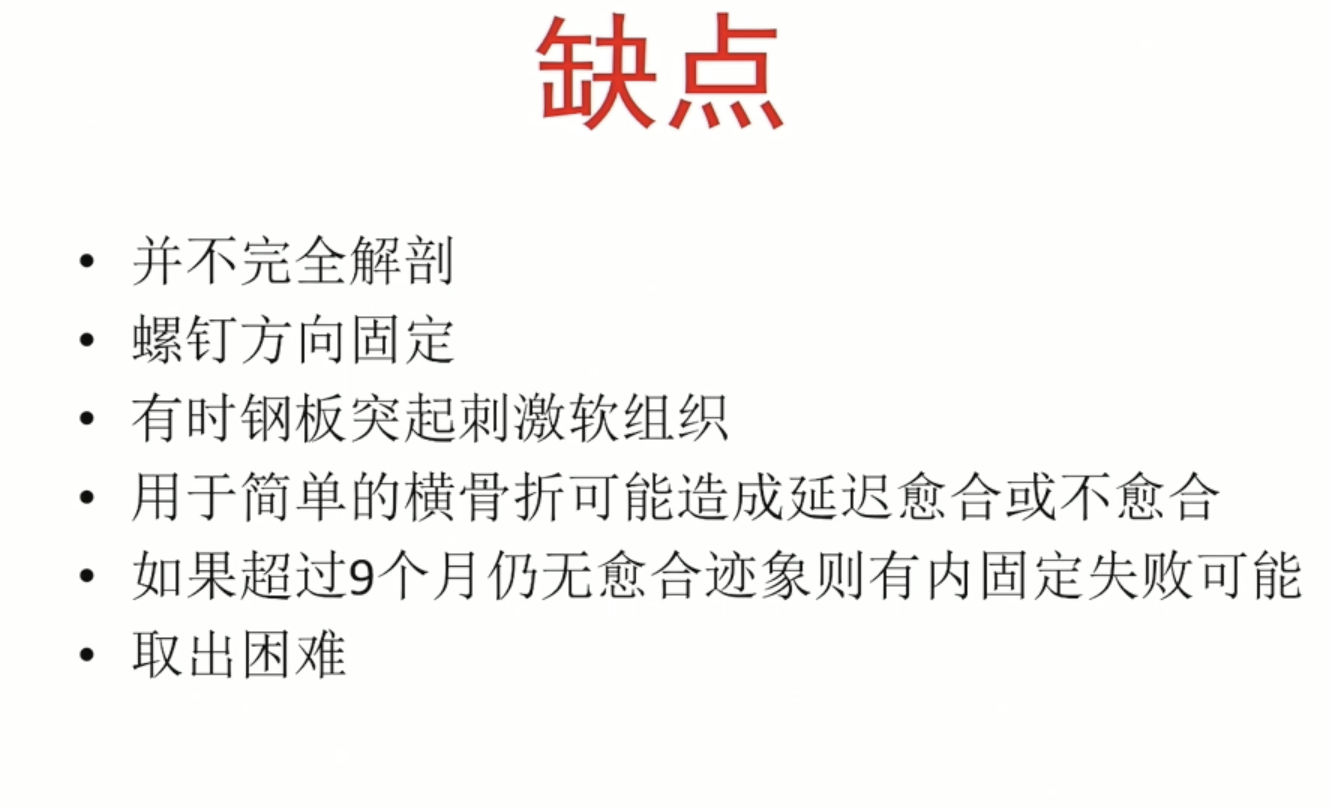 缺点
• 并不完全解剖
• 螺钉方向固定
• 有时钢板突起刺激软组织
• 用于简单的横骨折可能造成延迟愈合或不愈合
• 如果超过9个月仍无愈合迹象则有内固定失败可能
• 取出困难